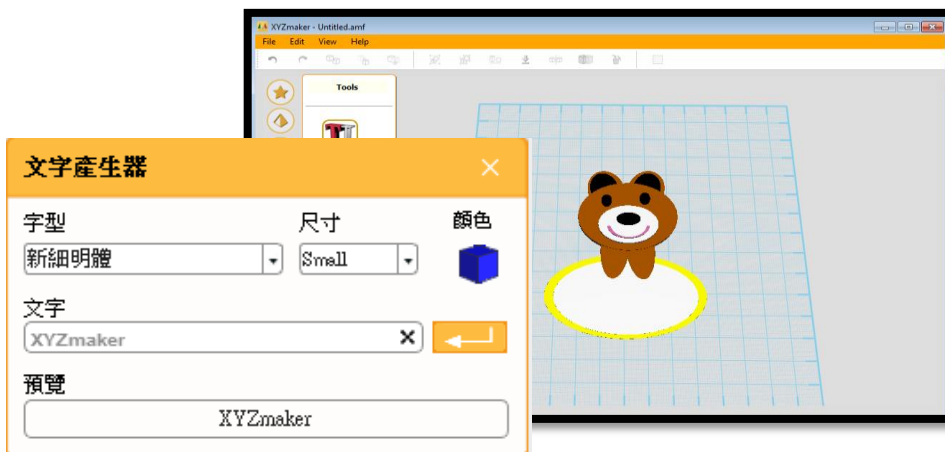 XYZmaker - Untitled.amf
File Edit View Help
Tools
TT
文字產生器
字型 尺寸 顏色
新細明體 Small
文字
XYZmaker
預覽
XYZmaker